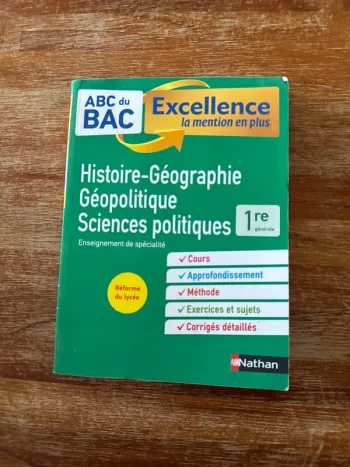 ABC du
BAC
Excellence
la mention en plus
Histoire-Géographie
Géopolitique
Sciences politiques
1re
générale
Enseignement de spécialité
Réforme
du lycée
✓ Cours
✓ Approfondissement
✓ Méthode
✓ Exercices et sujets
✓ Corrigés détaillés
Nathan